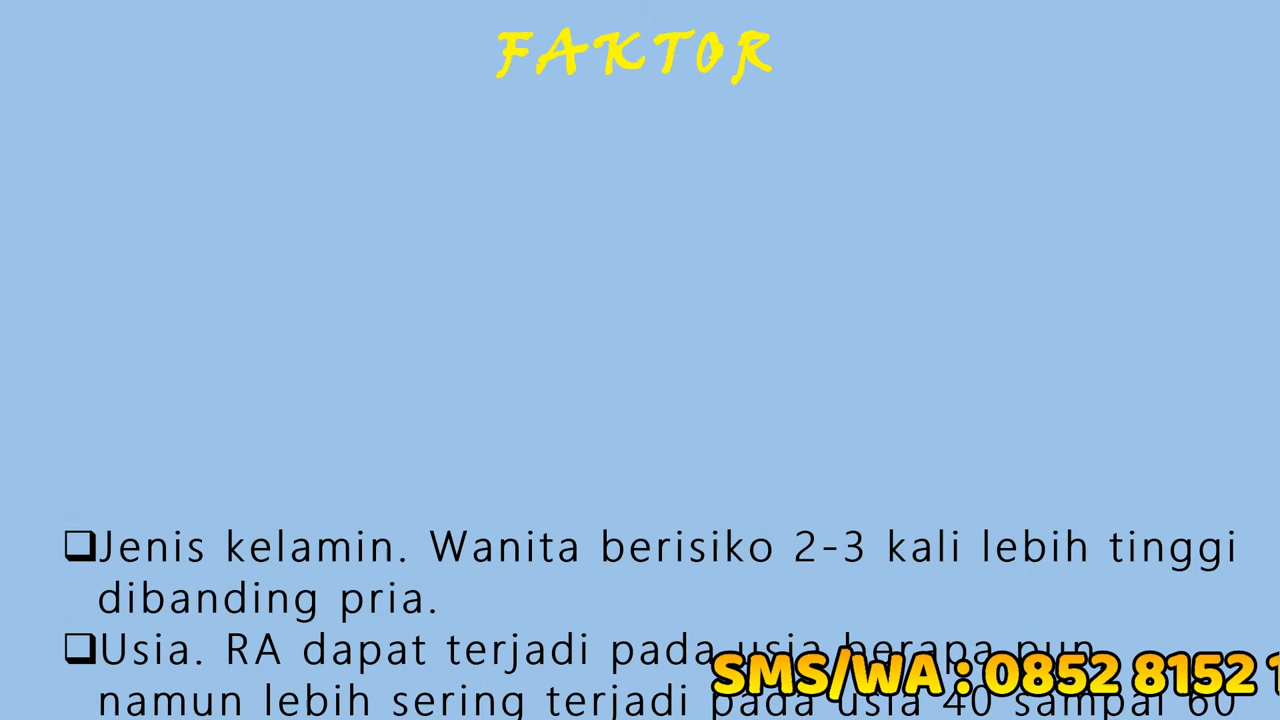 FAKTOR
❑Jenis kelamin. Wanita berisiko 2-3 kali lebih tinggi
dibanding pria.
❑Usia. RA dapat terjadi pada usia berapa pun
namun lebih sering terjadi pada usia 40 sampai 60
SMS/WA : 0852 8152 1